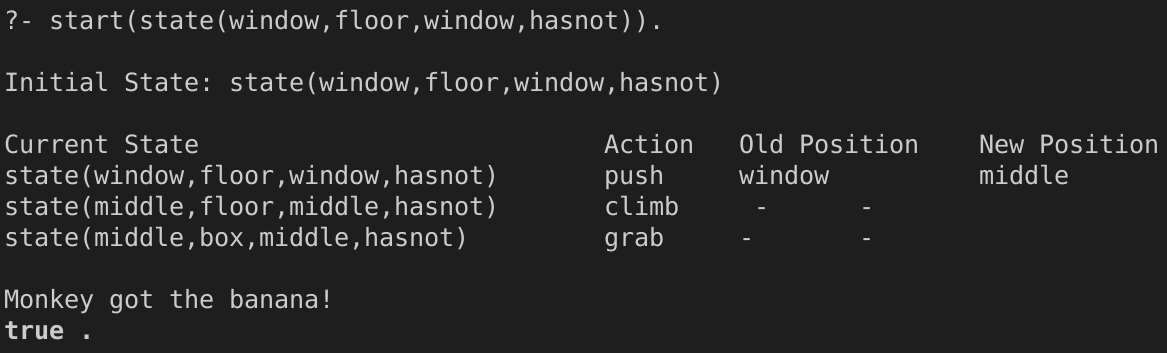 ?- start(state(window,floor,window,hasnot)).
Initial State: state(window,floor,window,hasnot)
Current State Action Old Position New Position
state(window,floor,window,hasnot) push window middle
state(middle,floor,middle,hasnot) climb - -
state(middle,box,middle,hasnot) grab - -
Monkey got the banana!
true .